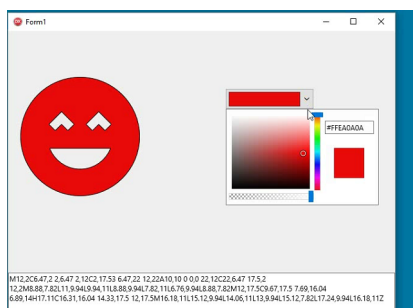 Form1
#FFEA0A0A
M12,2C6.47,2 2,6.47 2,12C2,17.53 6.47,22 12,22A10,10 0 0,0 22,12C22,6.47 17.5,2
12,2M8.88,7.82L11,9.94L9.94,11L8.88,9.94L7.82,11L6.76,9.94L8.88,7.82M12,17.5C9.67,17.5 7.69,16.04
6.89,14H17.11C16.31,16.04 14.33,17.5 12,17.5M16.18,11L15.12,9.94L14.06,11L13,9.94L15.12,7.82L17.24,9.94L16.18,11Z